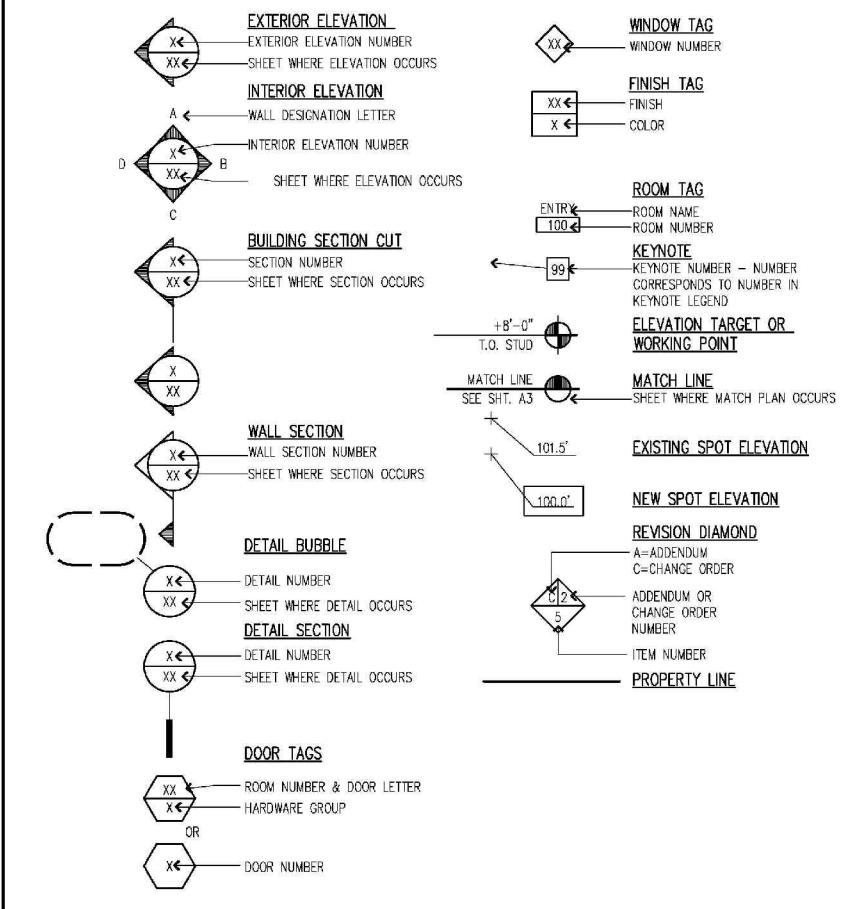 EXTERIOR ELEVATION
X
EXTERIOR ELEVATION NUMBER
XX
SHEET WHERE ELEVATION OCCURS
INTERIOR ELEVATION
A
WALL DESIGNATION LETTER
X
INTERIOR ELEVATION NUMBER
D
B
XX
SHEET WHERE ELEVATION OCCURS
C
BUILDING SECTION CUT
X
SECTION NUMBER
XX
SHEET WHERE SECTION OCCURS
X
XX
WALL SECTION
X
WALL SECTION NUMBER
XX
SHEET WHERE SECTION OCCURS
DETAIL BUBBLE
X
DETAIL NUMBER
XX
SHEET WHERE DETAIL OCCURS
DETAIL SECTION
X
DETAIL NUMBER
XX
SHEET WHERE DETAIL OCCURS
DOOR TAGS
XX
ROOM NUMBER & DOOR LETTER
X
HARDWARE GROUP
OR
X
DOOR NUMBER
WINDOW TAG
XX
WINDOW NUMBER
FINISH TAG
XX
FINISH
X
COLOR
ROOM TAG
ENTRY
ROOM NAME
100
ROOM NUMBER
KEYNOTE
99
KEYNOTE NUMBER - NUMBER
CORRESPONDS TO NUMBER IN
KEYNOTE LEGEND
+8'-0"
T.O. STUD
ELEVATION TARGET OR
WORKING POINT
MATCH LINE
SEE SHT. A3
MATCH LINE
SHEET WHERE MATCH PLAN OCCURS
101.5'
EXISTING SPOT ELEVATION
100.0'
NEW SPOT ELEVATION
REVISION DIAMOND
A=ADDENDUM
C=CHANGE ORDER
C 2
ADDENDUM OR
CHANGE ORDER
NUMBER
5
ITEM NUMBER
PROPERTY LINE